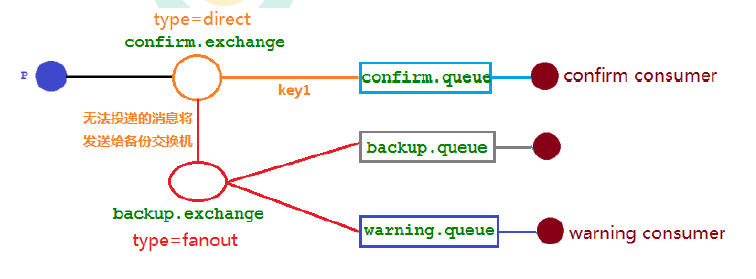 type=direct
confirm.exchange
P
confirm.queue
confirm consumer
key1
无法投递的消息将
发送给备份交换机
backup.queue
backup.exchange
type=fanout
warning.queue
warning consumer